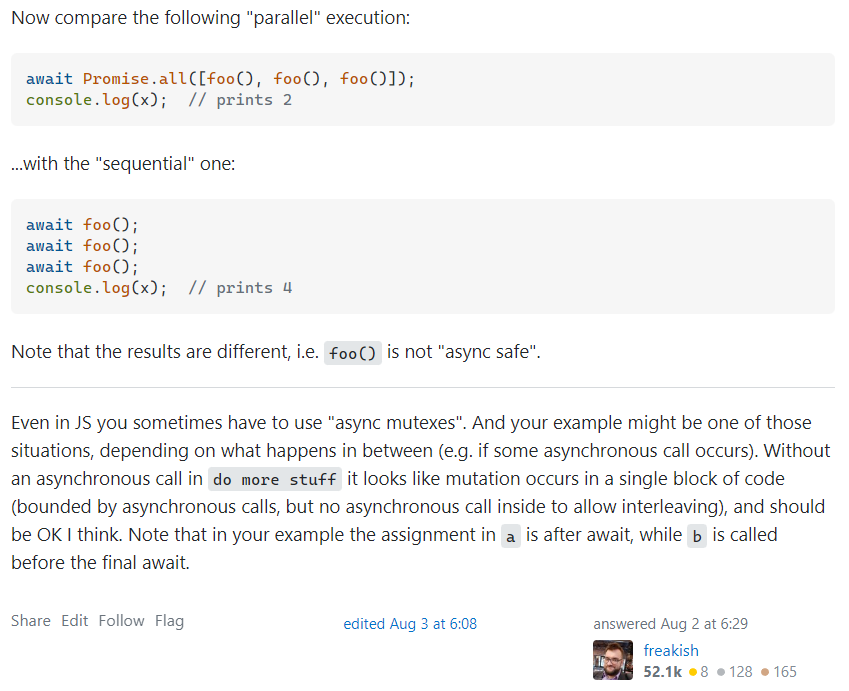 Now compare the following "parallel" execution:
await Promise.all([foo(), foo(), foo()]);
console.log(x);  // prints 2
...with the "sequential" one:
await foo();
await foo();
await foo();
console.log(x);  // prints 4
Note that the results are different, i.e. foo() is not "async safe".
Even in JS you sometimes have to use "async mutexes". And your example might be one of those
situations, depending on what happens in between (e.g. if some asynchronous call occurs). Without
an asynchronous call in do more stuff it looks like mutation occurs in a single block of code
(bounded by asynchronous calls, but no asynchronous call inside to allow interleaving), and should
be OK I think. Note that in your example the assignment in a is after await, while b is called
before the final await.
Share Edit Follow Flag
edited Aug 3 at 6:08
answered Aug 2 at 6:29
freakish
52.1k 8 128 165